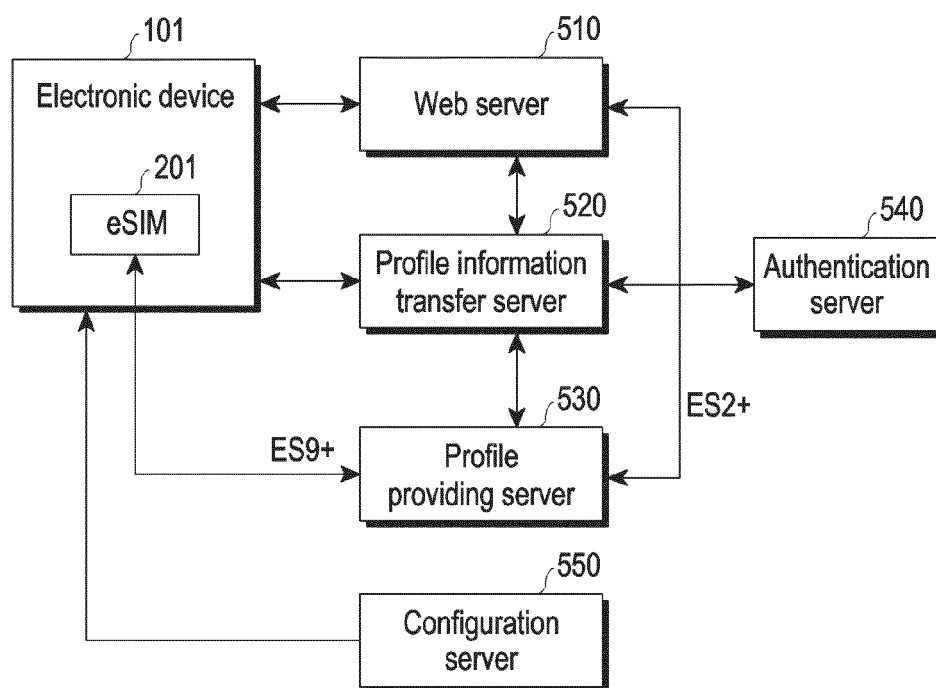 101
Electronic device
201
eSIM
510
Web server
520
Profile information
transfer server
540
Authentication
server
530
Profile
providing server
ES9+
ES2+
550
Configuration
server